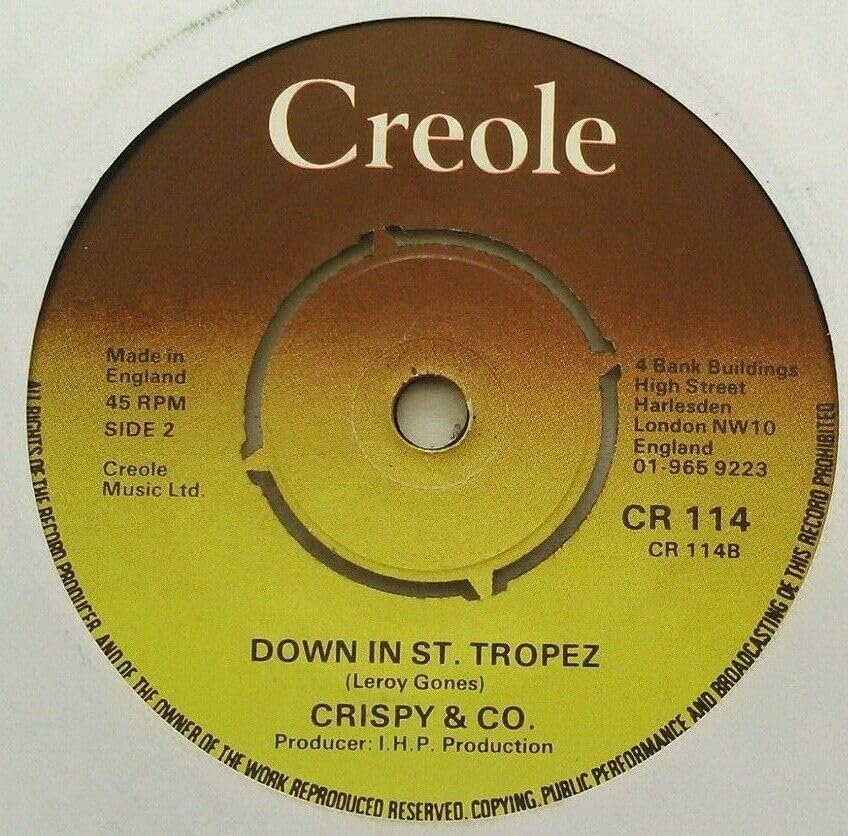 Creole
Made in
England
45 RPM
SIDE 2
Creole
Music Ltd.
4 Bank Buildings
High Street
Harlesden
London NW10
England
01-965 9223
CR 114
CR 114B
DOWN IN ST. TROPEZ
(Leroy Gones)
CRISPY & CO.
Producer: I.H.P. Production
ALL RIGHTS OF THE RECORD PRODUCER AND OF THE OWNER OF THE WORK REPRODUCED RESERVED. COPYING, PUBLIC PERFORMANCE AND BROADCASTING OF THIS RECORD PROHIBITED